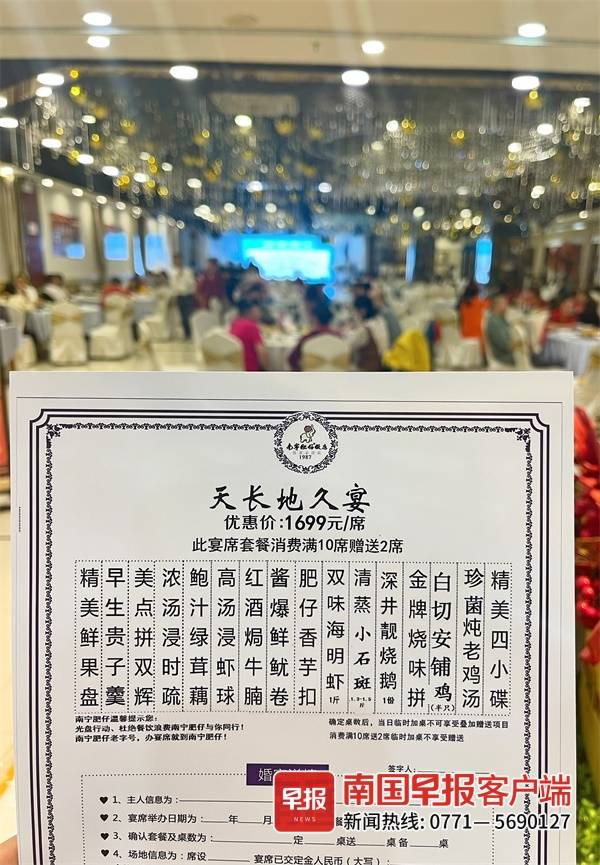 南宁肥仔饭店
1987
天长地久宴
优惠价:1699元/席
此宴席套餐消费满10席赠送2席
精美四小碟
珍菌炖老鸡汤
白切安铺鸡(半只)
金牌烧味拼
深井靓烧鹅1份
清蒸小石斑1.3-1.5斤
双味海明虾1斤
肥仔香芋扣
酱爆鲜鱿卷
红酒焗牛腩
高汤浸虾球
鲍汁绿茸藕
浓汤浸时疏
美点拼双辉
早生贵子羹
精美鲜果盘
南宁肥仔温馨提示您:
光盘行动、杜绝餐饮浪费南宁肥仔与你同行!
南宁肥仔老字号,办宴席就到南宁肥仔!
确定桌数后,当日临时加桌不可享受叠加赠送项目
消费满10席送2席临时加桌不可享受赠送
签字人:
婚宴
1、主人信息为:
2、宴席举办日期为: 年 月
3、确认套餐及桌数为: 定 桌送 桌备 桌
4、场地信息为:席设 宴席已交定金人民币(大写)
早报
NEWS
南国早报客户端
新闻热线: 0771—5690127